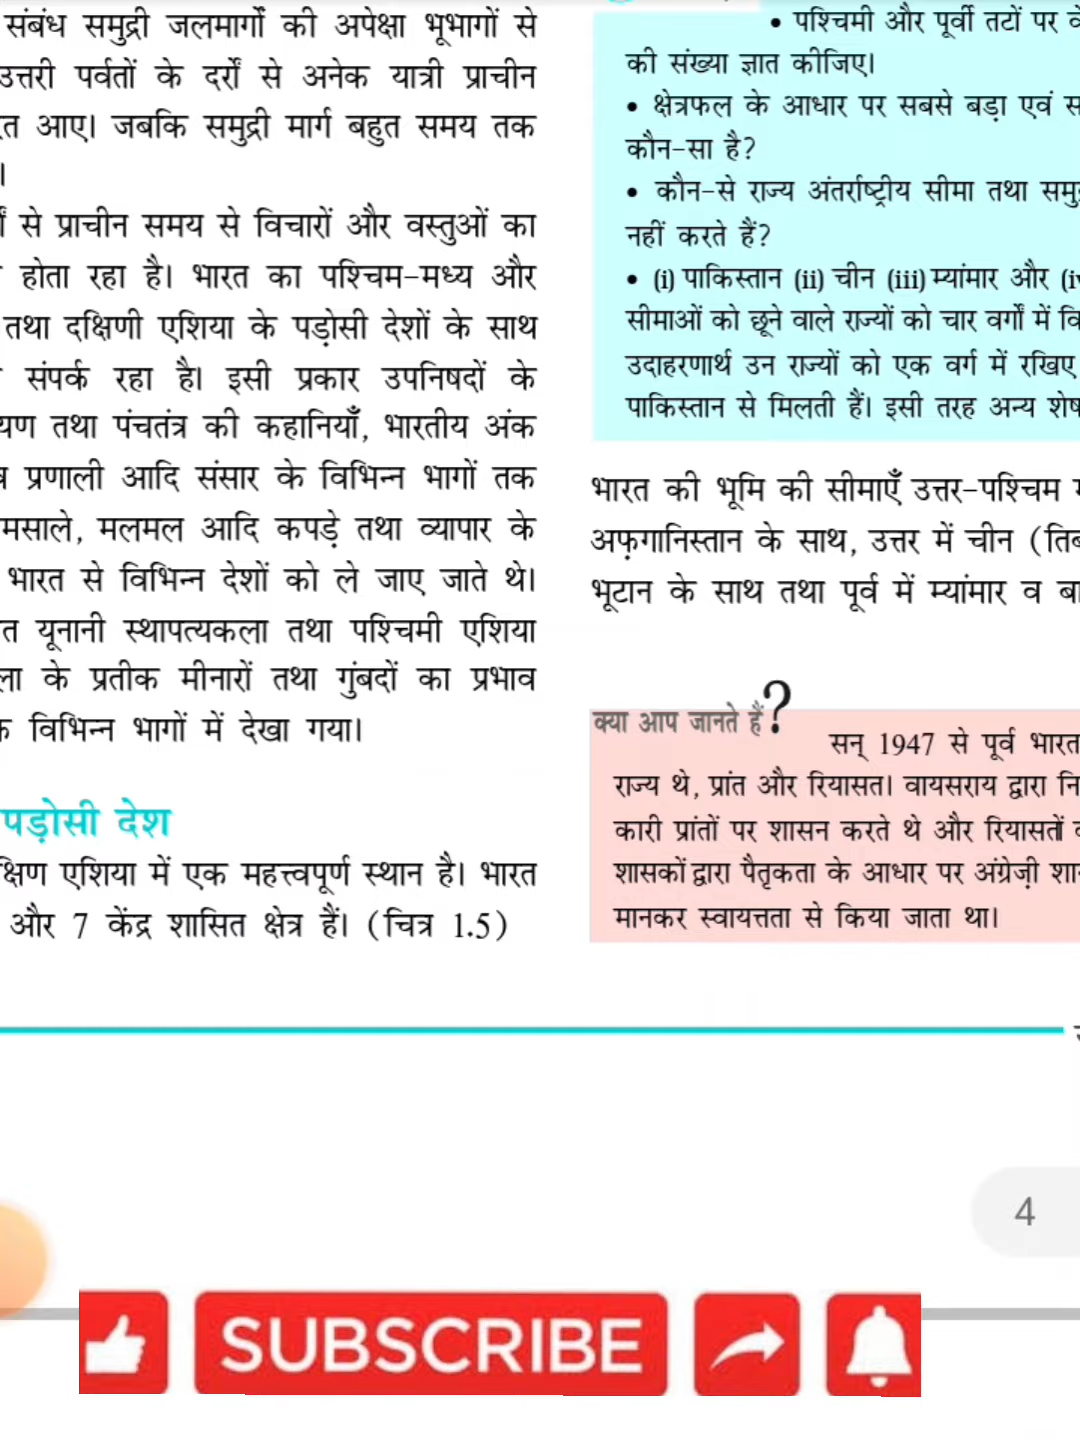 संबंध समुद्री जलमार्गों की अपेक्षा भूभागों से
उत्तरी पर्वतों के दर्रों से अनेक यात्री प्राचीन
आए। जबकि समुद्री मार्ग बहुत समय तक
से प्राचीन समय से विचारों और वस्तुओं का
होता रहा है। भारत का पश्चिम-मध्य और
तथा दक्षिणी एशिया के पड़ोसी देशों के साथ
संपर्क रहा है। इसी प्रकार उपनिषदों के
तथा पंचतंत्र की कहानियाँ, भारतीय अंक
प्रणाली आदि संसार के विभिन्न भागों तक
मसाले, मलमल आदि कपड़े तथा व्यापार के
भारत से विभिन्न देशों को ले जाए जाते थे।
यूनानी स्थापत्यकला तथा पश्चिमी एशिया
के प्रतीक मीनारों तथा गुंबदों का प्रभाव
विभिन्न भागों में देखा गया।
पड़ोसी देश
एशिया में एक महत्त्वपूर्ण स्थान है। भारत
और 7 केंद्र शासित क्षेत्र हैं। (चित्र 1.5)
• पश्चिमी और पूर्वी तटों पर
की संख्या ज्ञात कीजिए।
• क्षेत्रफल के आधार पर सबसे बड़ा एवं
कौन-सा है?
• कौन-से राज्य अंतर्राष्ट्रीय सीमा तथा
नहीं करते हैं?
• (i) पाकिस्तान (ii) चीन (iii) म्यांमार और
सीमाओं को छूने वाले राज्यों को चार वर्गों में
उदाहरणार्थ उन राज्यों को एक वर्ग में रखिए
पाकिस्तान से मिलती हैं। इसी तरह अन्य
भारत की भूमि की सीमाएँ उत्तर-पश्चिम
अफ़गानिस्तान के साथ, उत्तर में चीन
भूटान के साथ तथा पूर्व में म्यांमार व
क्या आप जानते हैं?
सन् 1947 से पूर्व भारत
राज्य थे, प्रांत और रियासत। वायसराय द्वारा
कारी प्रांतों पर शासन करते थे और रियासतों
शासकों द्वारा पैतृकता के आधार पर अंग्रेज़ी
मानकर स्वायत्तता से किया जाता था।
4
SUBSCRIBE